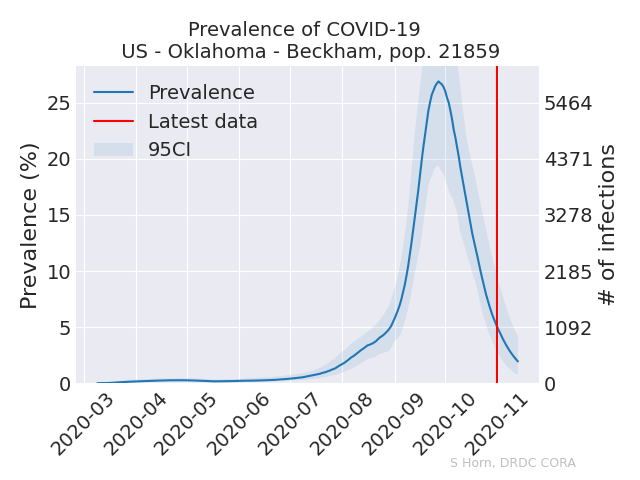 Prevalence of COVID-19
US - Oklahoma - Beckham, pop. 21859
Prevalence
Latest data
95CI
Prevalence (%)
25
20
15
10
5
0
5464
4371
3278
2185
1092
0
# of infections
2020-03
2020-04
2020-05
2020-06
2020-07
2020-08
2020-09
2020-10
2020-11
S Horn, DRDC CORA